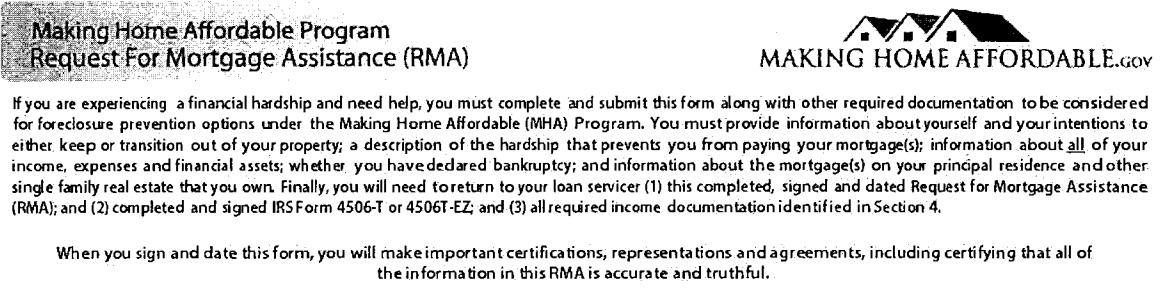 Making Home Affordable Program
Request For Mortgage Assistance (RMA)
MAKING HOME AFFORDABLE.GOV
If you are experiencing a financial hardship and need help, you must complete and submit this form along with other required documentation to be considered
for foreclosure prevention options under the Making Home Affordable (MHA) Program. You must provide information about yourself and your intentions to
either keep or transition out of your property; a description of the hardship that prevents you from paying your mortgage(s); information about all of your
income, expenses and financial assets; whether you have declared bankruptcy; and information about the mortgage(s) on your principal residence and other
single family real estate that you own. Finally, you will need to return to your loan servicer (1) this completed, signed and dated Request for Mortgage Assistance
(RMA); and (2) completed and signed IRS Form 4506-T or 4506T-EZ; and (3) all required income documentation identified in Section 4.
When you sign and date this form, you will make important certifications, representations and agreements, including certifying that all of
the information in this RMA is accurate and truthful.